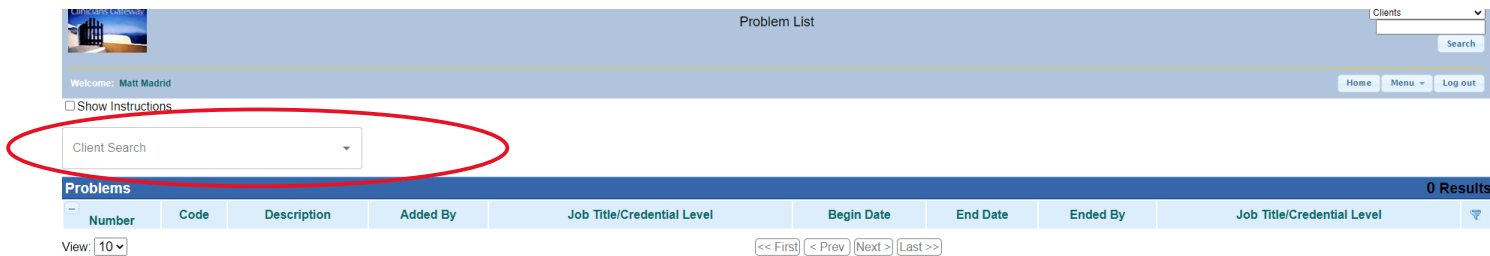 Clinicians Gateway
Problem List
Clients
Search
Welcome: Matt Madrid
Home Menu Log out
Show Instructions
Client Search
Problems 0 Results
Number Code Description Added By Job Title/Credential Level Begin Date End Date Ended By Job Title/Credential Level
View: 10 << First < Prev Next > Last >>